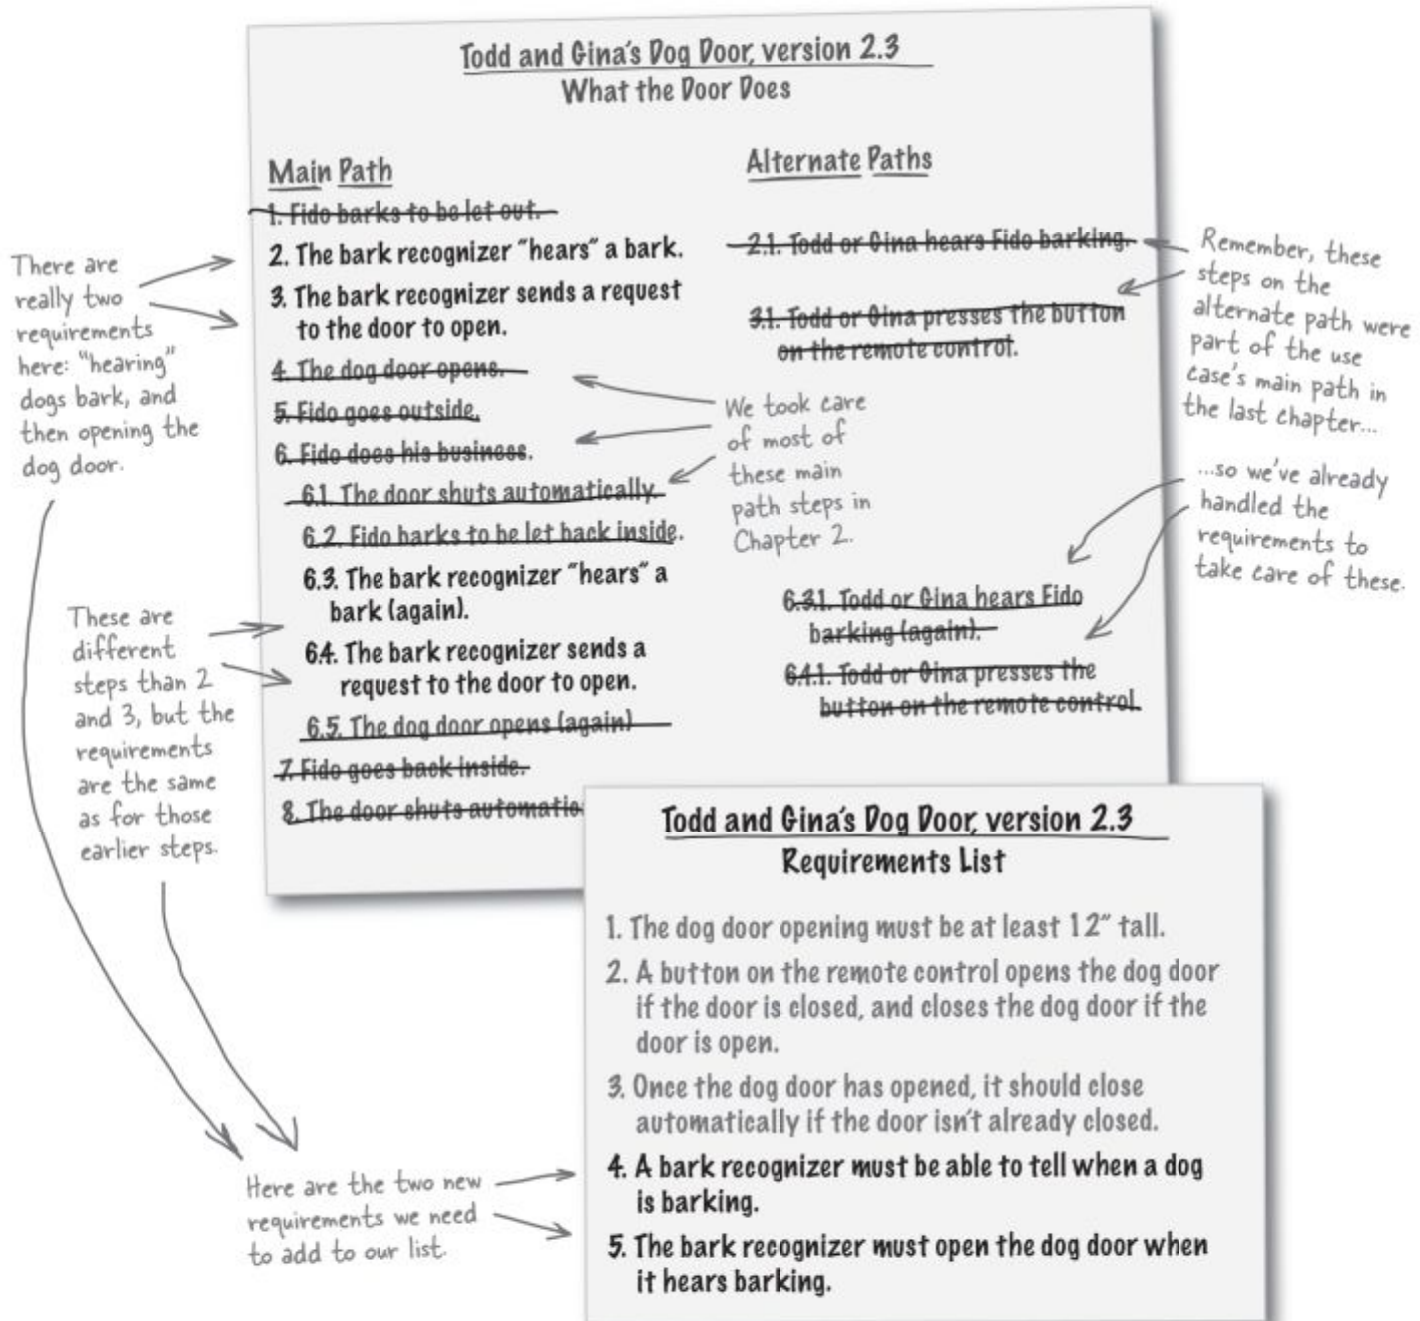 Todd and Gina's Dog Door, version 2.3
What the Door Does
Main Path
1. Fido barks to be let out.
2. The bark recognizer "hears" a bark.
3. The bark recognizer sends a request
to the door to open.
4. The dog door opens.
5. Fido goes outside.
6. Fido does his business.
6.1. The door shuts automatically.
6.2. Fido barks to be let back inside.
6.3. The bark recognizer "hears" a
bark (again).
6.4. The bark recognizer sends a
request to the door to open.
6.5. The dog door opens (again)
7. Fido goes back inside.
8. The door shuts automatic
Alternate Paths
2.1. Todd or Gina hears Fido barking.
3.1. Todd or Gina presses the button
on the remote control.
6.3.1. Todd or Gina hears Fido
barking (again).
6.4.1. Todd or Gina presses the
button on the remote control.
There are
really two
requirements
here: "hearing"
dogs bark, and
then opening the
dog door.
These are
different
steps than 2
and 3, but the
requirements
are the same
as for those
earlier steps.
We took care
of most of
these main
path steps in
Chapter 2.
Remember, these
steps on the
alternate path were
part of the use
case's main path in
the last chapter...
...so we've already
handled the
requirements to
take care of these.
Todd and Gina's Dog Door, version 2.3
Requirements List
1. The dog door opening must be at least 12" tall.
2. A button on the remote control opens the dog door
if the door is closed, and closes the dog door if the
door is open.
3. Once the dog door has opened, it should close
automatically if the door isn't already closed.
4. A bark recognizer must be able to tell when a dog
is barking.
5. The bark recognizer must open the dog door when
it hears barking.
Here are the two new
requirements we need
to add to our list.